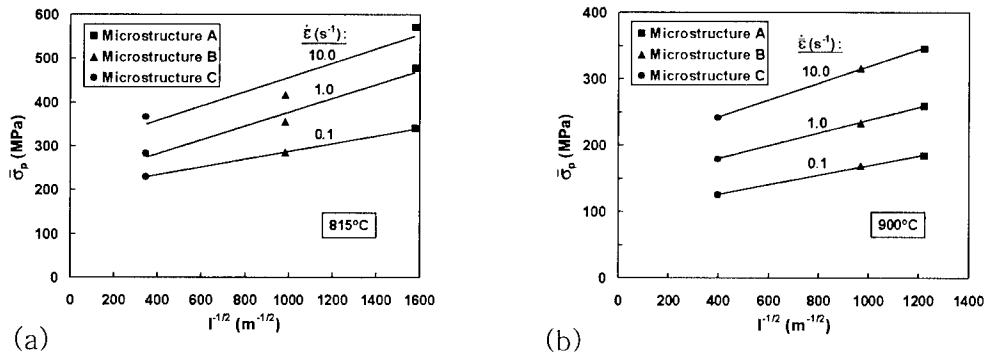 600
500
400
300
200
100
0
σ̄p (MPa)
Microstructure A
Microstructure B
Microstructure C
ε̇ (s⁻¹) :
10.0
1.0
0.1
815°C
0 200 400 600 800 1000 1200 1400 1600
l⁻¹/² (m⁻¹/²)
(a)
400
300
200
100
0
σ̄p (MPa)
Microstructure A
Microstructure B
Microstructure C
ε̄̇ (s⁻¹) :
10.0
1.0
0.1
900°C
0 200 400 600 800 1000 1200 1400
l⁻¹/² (m⁻¹/²)
(b)